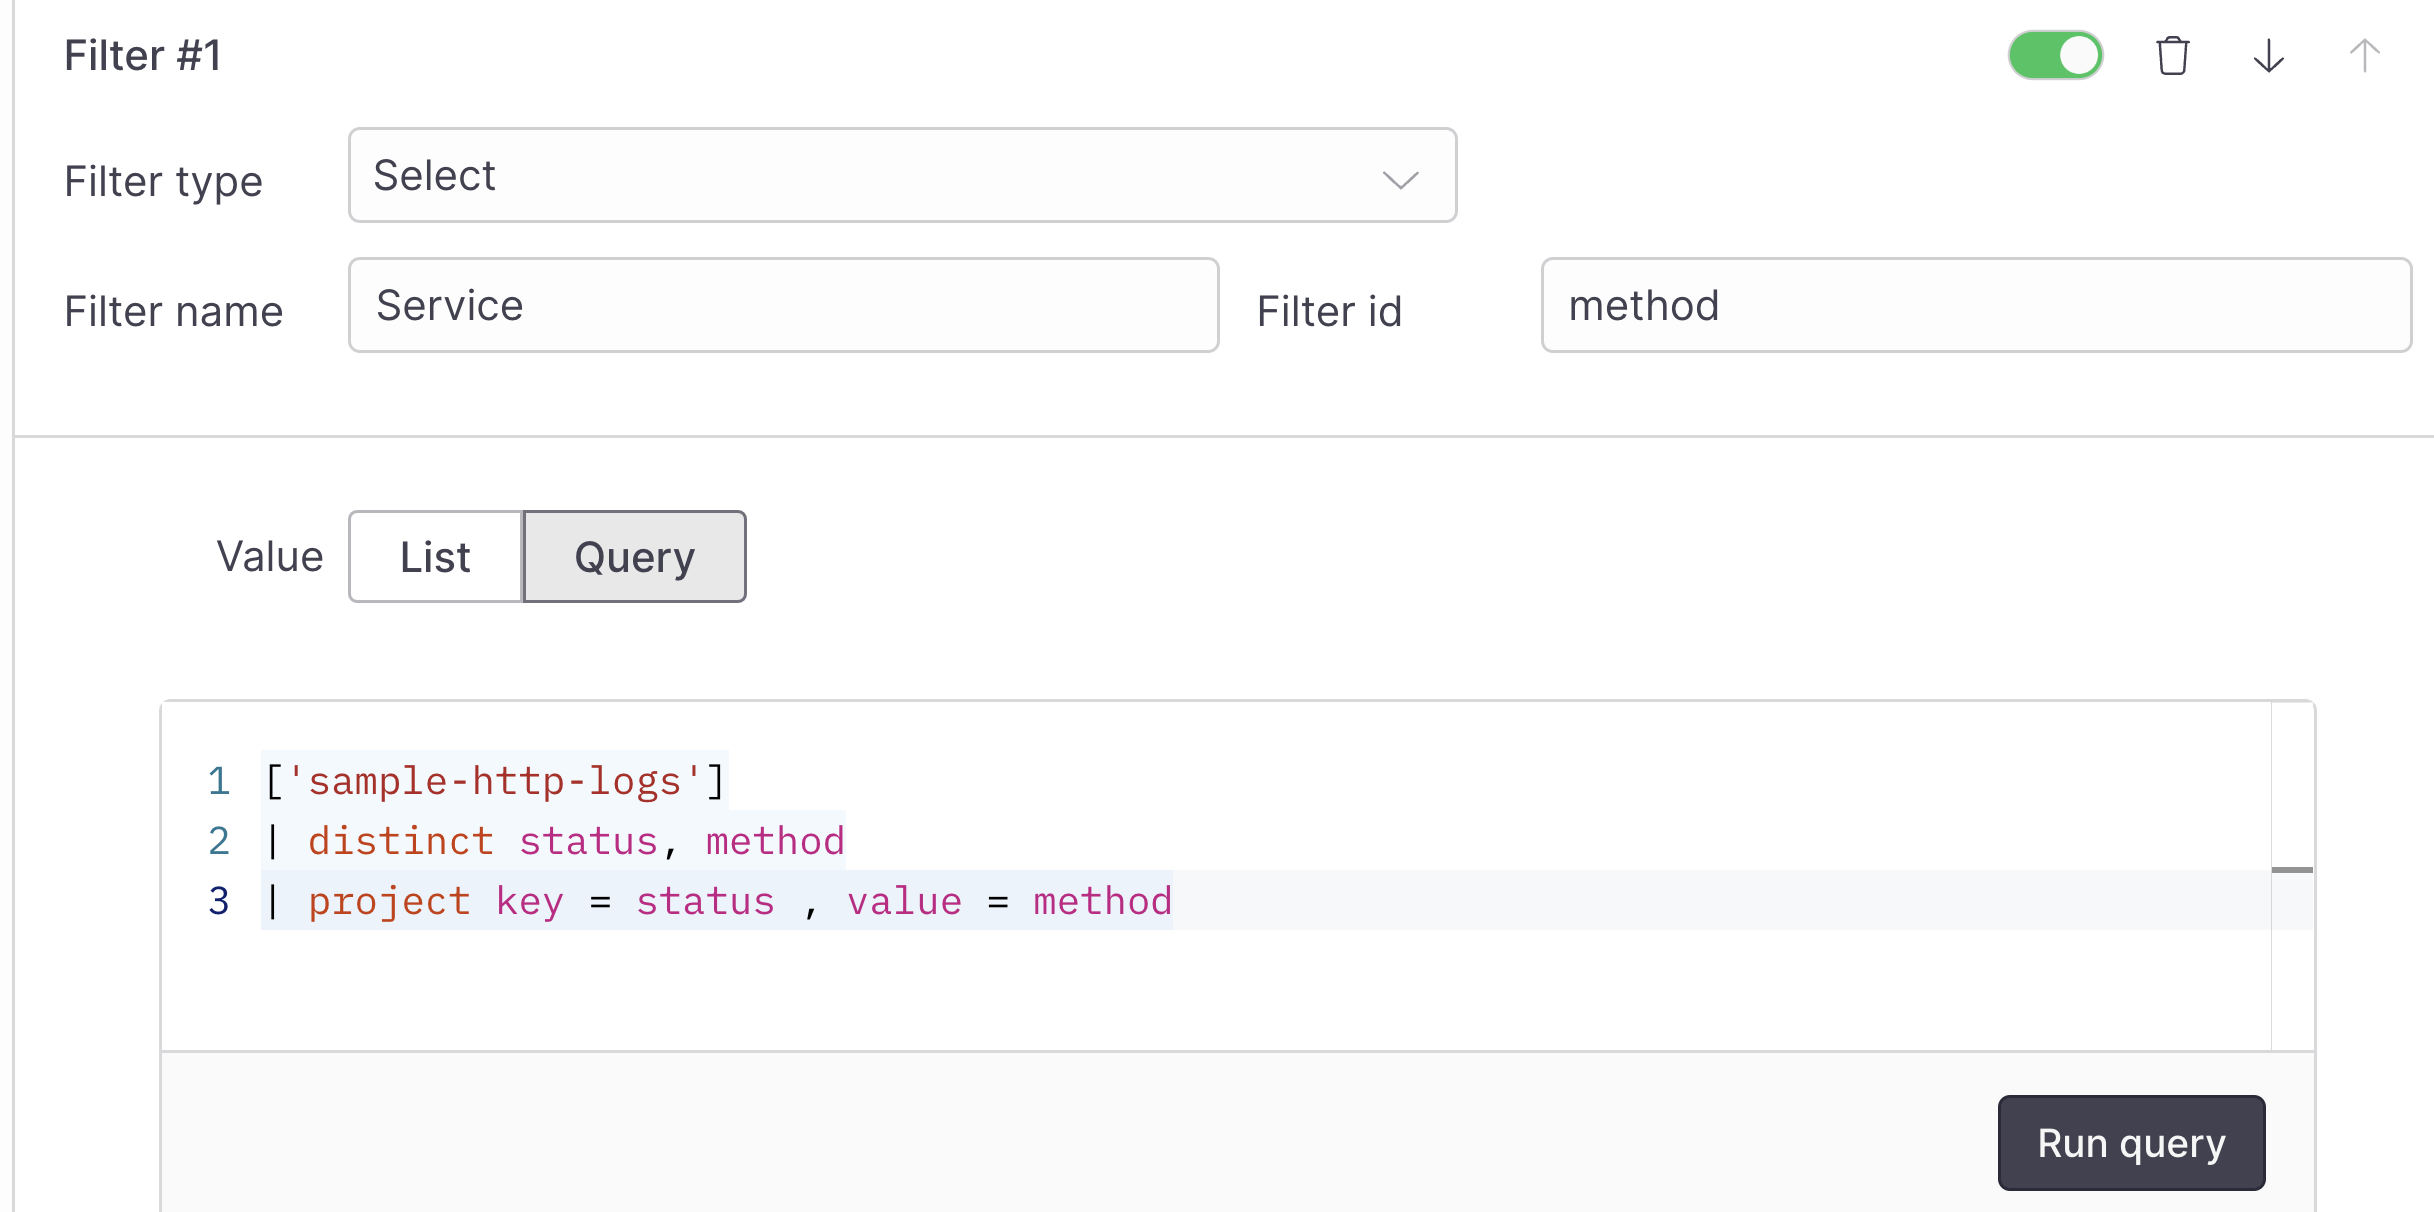 Filter #1
Filter type
Select
Filter name
Service
Filter id
method
Value
List
Query
1 ['sample-http-logs']
2 | distinct status, method
3 | project key = status , value = method
Run query